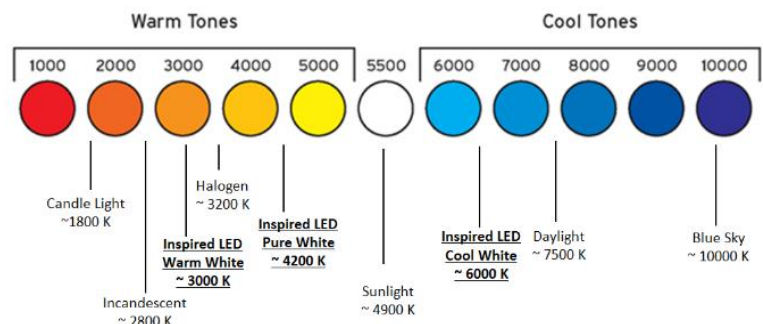 Warm Tones
Cool Tones
1000 2000 3000 4000 5000 5500 6000 7000 8000 9000 10000
Candle Light
~1800 K
Incandescent
~ 2800 K
Inspired LED
Warm White
~ 3000 K
Halogen
~ 3200 K
Inspired LED
Pure White
~ 4200 K
Sunlight
~ 4900 K
Inspired LED
Cool White
~ 6000 K
Daylight
~ 7500 K
Blue Sky
~ 10000 K